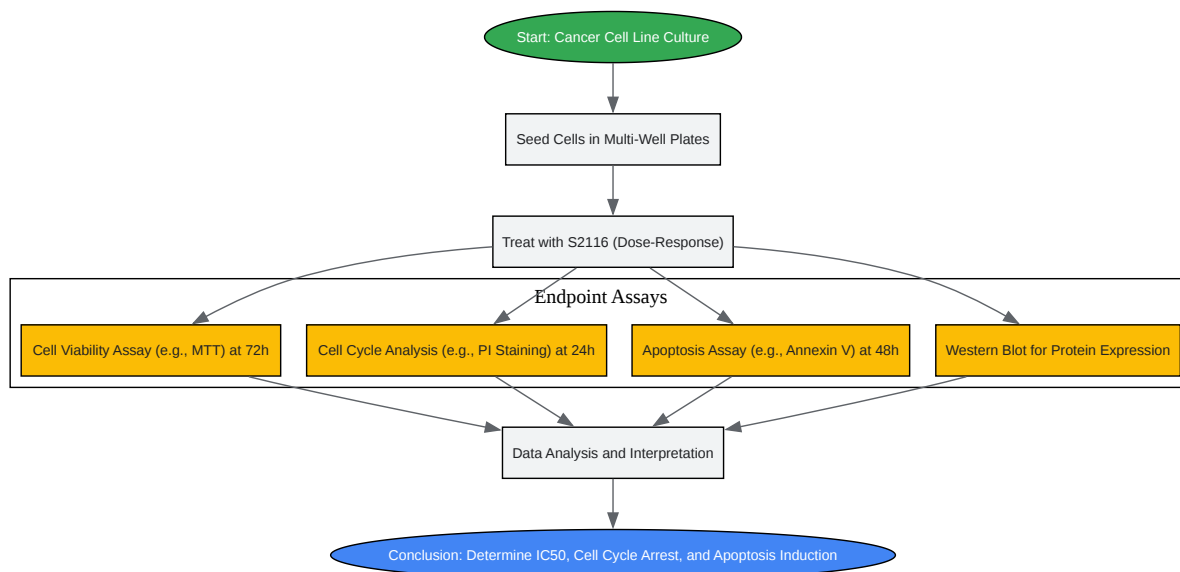 Start: Cancer Cell Line Culture
Seed Cells in Multi-Well Plates
Treat with S2116 (Dose-Response)
Endpoint Assays
Cell Viability Assay (e.g., MTT) at 72h
Cell Cycle Analysis (e.g., PI Staining) at 24h
Apoptosis Assay (e.g., Annexin V) at 48h
Western Blot for Protein Expression
Data Analysis and Interpretation
Conclusion: Determine IC50, Cell Cycle Arrest, and Apoptosis Induction